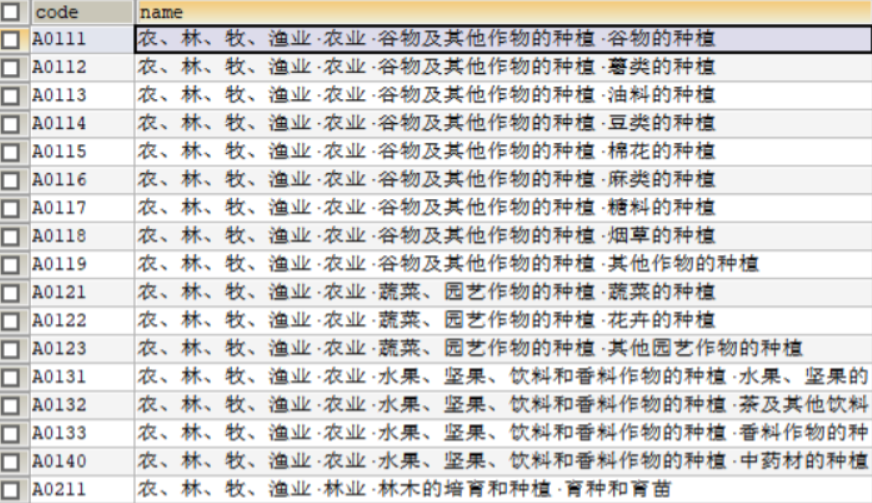 code name
A0111 农、林、牧、渔业·农业·谷物及其他作物的种植·谷物的种植
A0112 农、林、牧、渔业·农业·谷物及其他作物的种植·薯类的种植
A0113 农、林、牧、渔业·农业·谷物及其他作物的种植·油料的种植
A0114 农、林、牧、渔业·农业·谷物及其他作物的种植·豆类的种植
A0115 农、林、牧、渔业·农业·谷物及其他作物的种植·棉花的种植
A0116 农、林、牧、渔业·农业·谷物及其他作物的种植·麻类的种植
A0117 农、林、牧、渔业·农业·谷物及其他作物的种植·糖料的种植
A0118 农、林、牧、渔业·农业·谷物及其他作物的种植·烟草的种植
A0119 农、林、牧、渔业·农业·谷物及其他作物的种植·其他作物的种植
A0121 农、林、牧、渔业·农业·蔬菜、园艺作物的种植·蔬菜的种植
A0122 农、林、牧、渔业·农业·蔬菜、园艺作物的种植·花卉的种植
A0123 农、林、牧、渔业·农业·蔬菜、园艺作物的种植·其他园艺作物的种植
A0131 农、林、牧、渔业·农业·水果、坚果、饮料和香料作物的种植·水果、坚果的
A0132 农、林、牧、渔业·农业·水果、坚果、饮料和香料作物的种植·茶及其他饮料
A0133 农、林、牧、渔业·农业·水果、坚果、饮料和香料作物的种植·香料作物的种
A0140 农、林、牧、渔业·农业·水果、坚果、饮料和香料作物的种植·中药材的种植
A0211 农、林、牧、渔业·林业·林木的培育和种植·育种和育苗